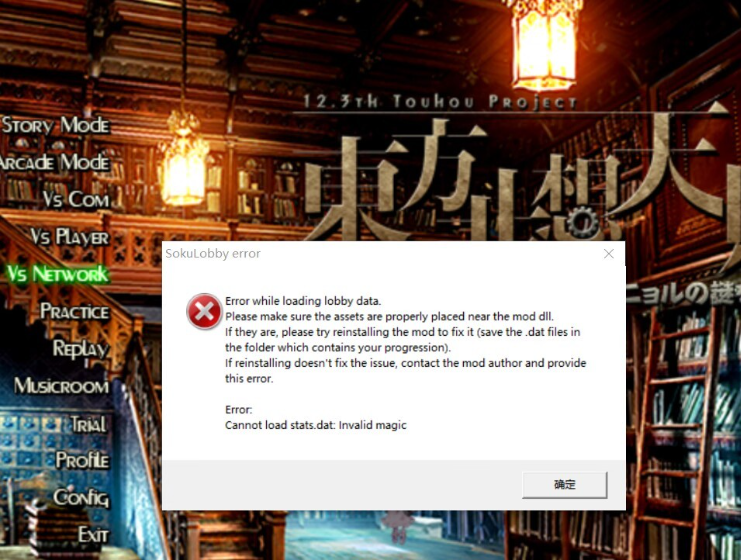 12.3th Touhou Project
東方非想天
Story Mode
Arcade Mode
Vs Com
Vs Player
Vs Network
Practice
Replay
Musicroom
Trial
Profile
Config
Exit
ニョルの謎
SokuLobby error
Error while loading lobby data.
Please make sure the assets are properly placed near the mod dll.
If they are, please try reinstalling the mod to fix it (save the .dat files in
the folder which contains your progression).
If reinstalling doesn't fix the issue, contact the mod author and provide
this error.
Error:
Cannot load stats.dat: Invalid magic
确定